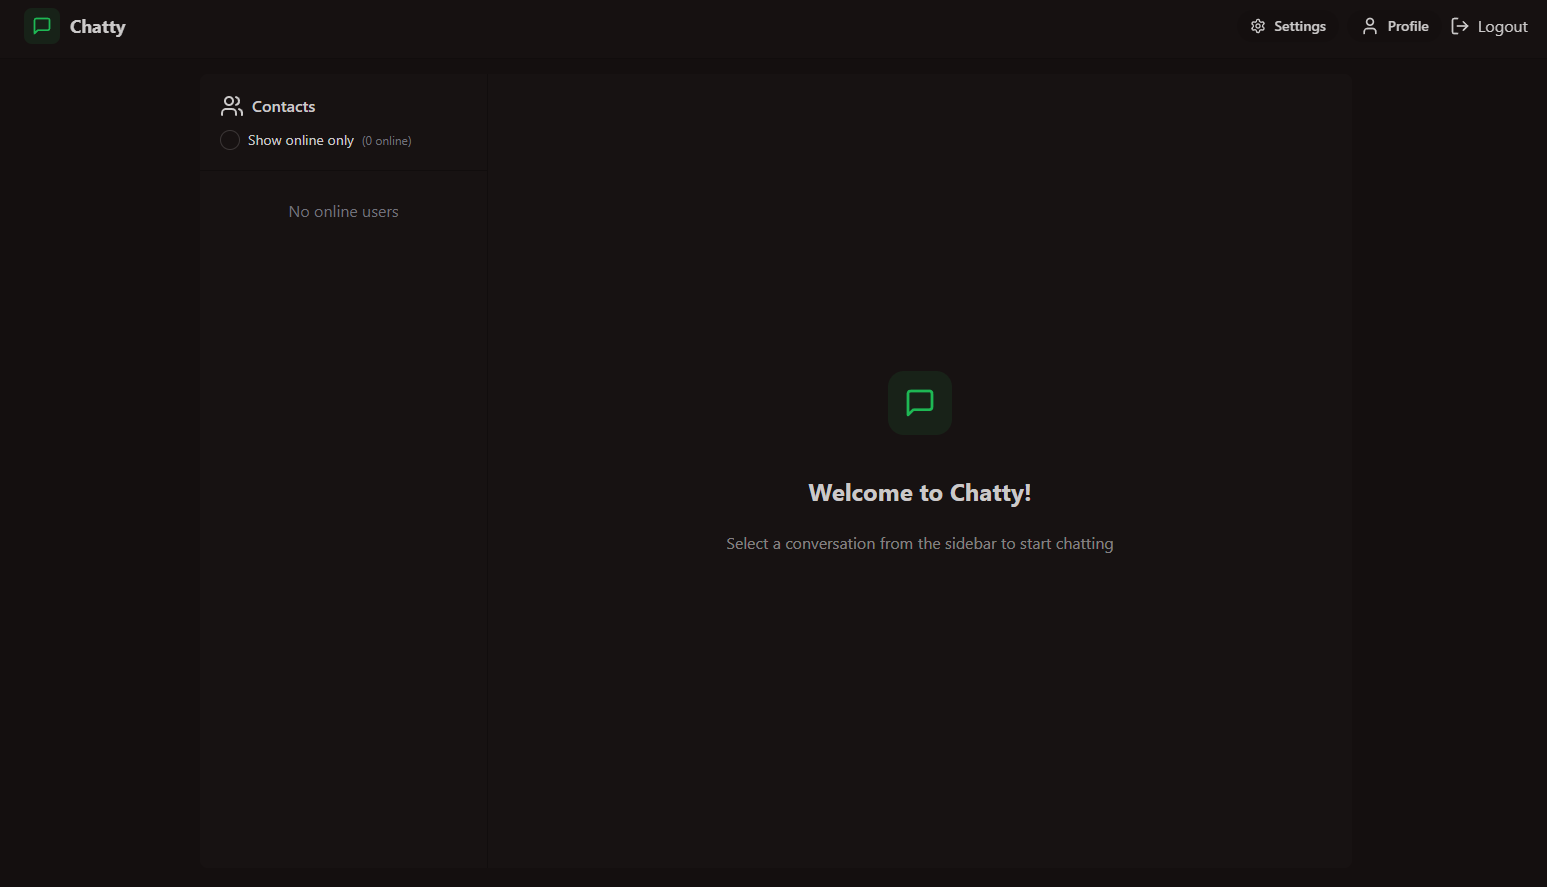 Chatty
Settings
Profile
Logout
Contacts
Show online only (0 online)
No online users
Welcome to Chatty!
Select a conversation from the sidebar to start chatting